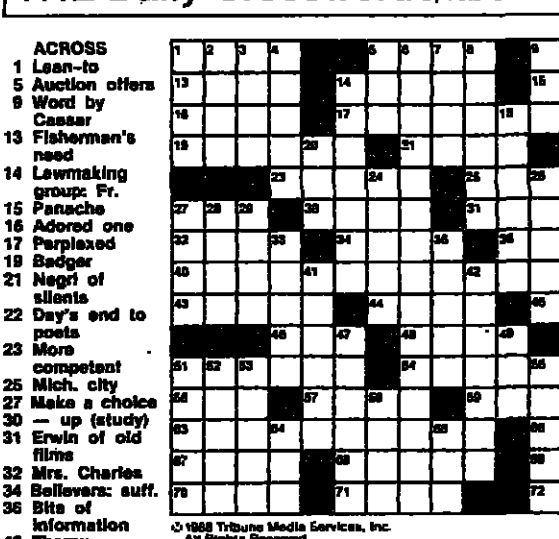 ACROSS
1 Lean-to
5 Auction offers
9 Word by
Caesar
13 Fisherman's
need
14 Lawmaking
group: Fr.
15 Panache
16 Adored one
17 Perplexed
19 Badger
21 Negri of
silents
22 Day's end to
poets
23 More
competent
25 Mich. city
27 Make a choice
30 — up (study)
31 Erwin of old
films
32 Mrs. Charles
34 Believers: suff.
36 Bits of
information
1 2 3 4 5 6 7 8 9
13 14 15
16 17 18
19 20 21
23 24 25 26
27 28 29 30 31
32 33 34 35 36
40 41 42
43 44 45
46 47 48 49
51 52 53 54 55
56 57 58 59
63 64 65 66
67 68 69
70 71 72
© 1988 Tribune Media Services, Inc.
All Rights Reserved